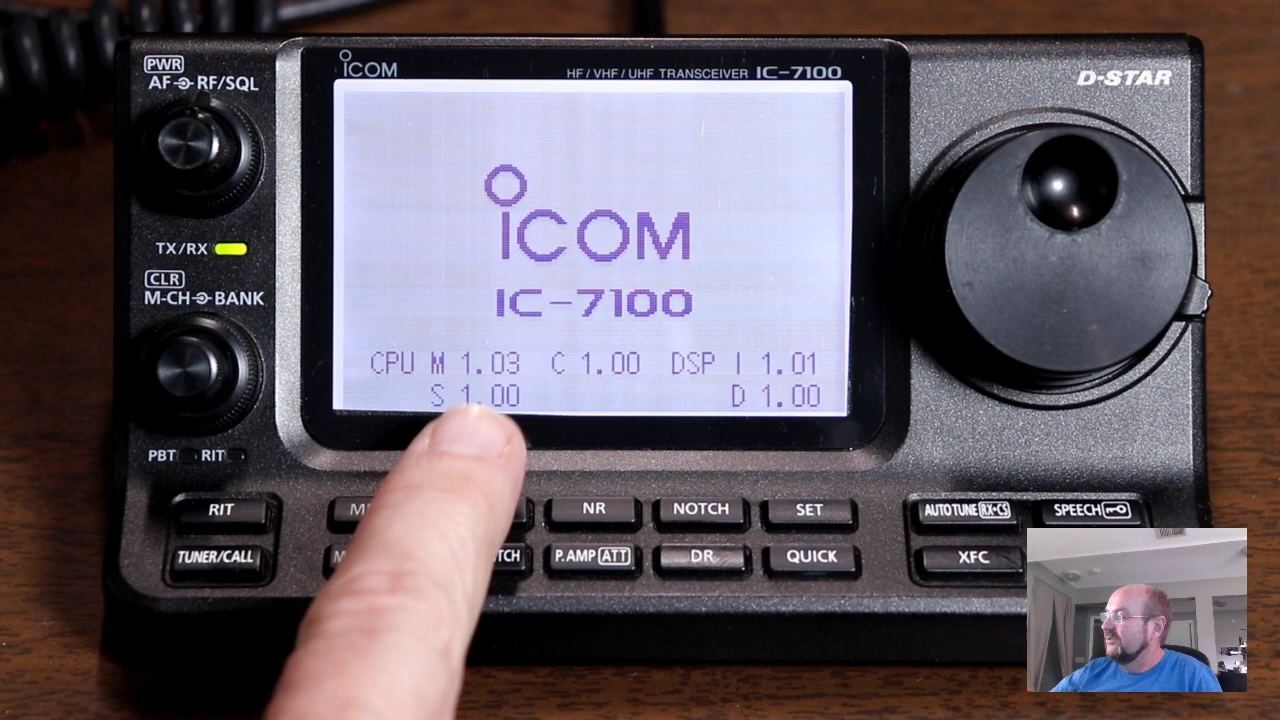 PWR
AF RF/SQL
ICOM
HF/VHF/UHF TRANSCEIVER IC-7100
D-STAR
ICOM
IC-7100
CPU M 1.03 C 1.00 DSP I 1.01
S 1.00 D 1.00
TX/RX
CLR
M-CH BANK
PBT RIT
RIT
NR
NOTCH
SET
AUTO TUNE RX-CS
SPEECH
TUNER/CALL
P.AMP ATT
DR
QUICK
XFC